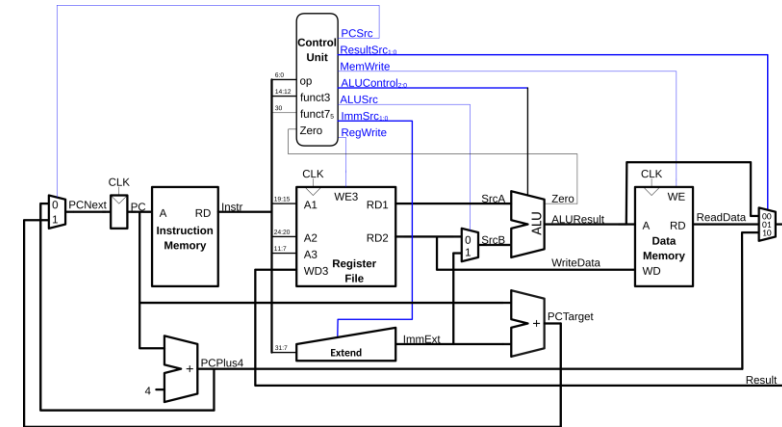 PCSrc
Control
Unit
ResultSrc1:0
MemWrite
6:0
op
ALUControl2:0
14:12
funct3
ALUSrc
30
funct75
ImmSrc1:0
Zero
RegWrite
CLK
CLK
CLK
0
1
PCNext
PC
A
RD
Instr
Instruction
Memory
19:15
A1
WE3
RD1
SrcA
Zero
WE
ALU
ALUResult
A
RD
ReadData
00
01
10
24:20
A2
RD2
0
1
SrcB
Data
Memory
11:7
A3
WD3
Register
File
WriteData
WD
+
PCTarget
ImmExt
31:7
Extend
PCPlus4
+
4
Result